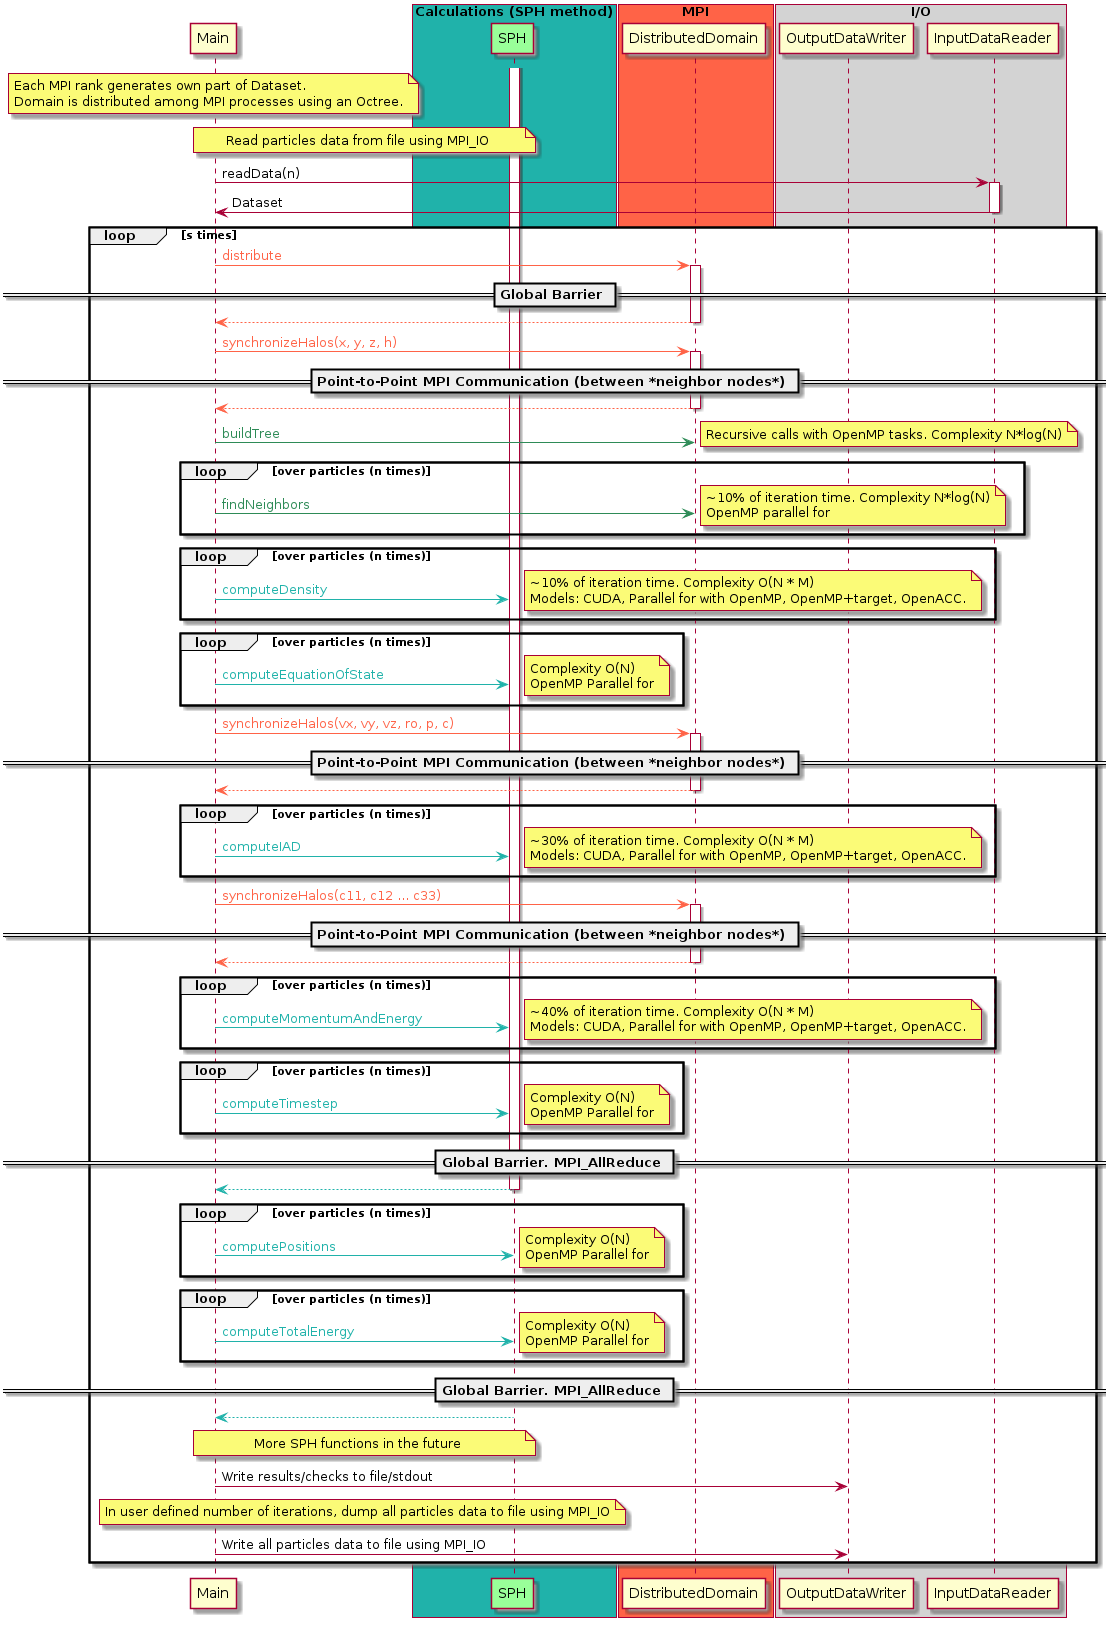 Calculations (SPH method)
MPI
I/O
Main
SPH
DistributedDomain
OutputDataWriter
InputDataReader
Each MPI rank generates own part of Dataset.
Domain is distributed among MPI processes using an Octree.
Read particles data from file using MPI_IO
readData(n)
Dataset
loop
[s times]
distribute
Global Barrier
synchronizeHalos(x, y, z, h)
Point-to-Point MPI Communication (between *neighbor nodes*)
buildTree
Recursive calls with OpenMP tasks. Complexity N*log(N)
loop
[over particles (n times)]
findNeighbors
~10% of iteration time. Complexity N*log(N)
OpenMP parallel for
loop
[over particles (n times)]
computeDensity
~10% of iteration time. Complexity O(N * M)
Models: CUDA, Parallel for with OpenMP, OpenMP+target, OpenACC.
loop
[over particles (n times)]
computeEquationOfState
Complexity O(N)
OpenMP Parallel for
synchronizeHalos(vx, vy, vz, ro, p, c)
Point-to-Point MPI Communication (between *neighbor nodes*)
loop
[over particles (n times)]
computeIAD
~30% of iteration time. Complexity O(N * M)
Models: CUDA, Parallel for with OpenMP, OpenMP+target, OpenACC.
synchronizeHalos(c11, c12 ... c33)
Point-to-Point MPI Communication (between *neighbor nodes*)
loop
[over particles (n times)]
computeMomentumAndEnergy
~40% of iteration time. Complexity O(N * M)
Models: CUDA, Parallel for with OpenMP, OpenMP+target, OpenACC.
loop
[over particles (n times)]
computeTimestep
Complexity O(N)
OpenMP Parallel for
Global Barrier. MPI_AllReduce
loop
[over particles (n times)]
computePositions
Complexity O(N)
OpenMP Parallel for
loop
[over particles (n times)]
computeTotalEnergy
Complexity O(N)
OpenMP Parallel for
Global Barrier. MPI_AllReduce
More SPH functions in the future
Write results/checks to file/stdout
In user defined number of iterations, dump all particles data to file using MPI_IO
Write all particles data to file using MPI_IO
Main
SPH
DistributedDomain
OutputDataWriter
InputDataReader